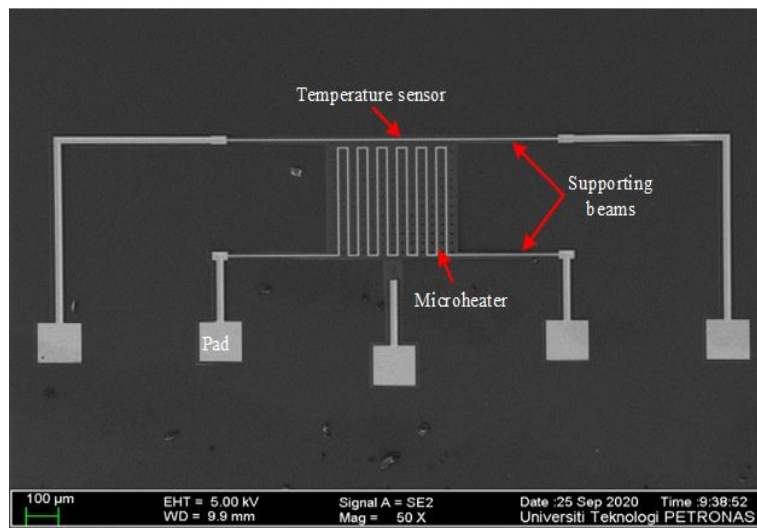 Temperature sensor
Supporting
beams
Microheater
Pad
100 µm
EHT = 5.00 kV
Signal A = SE2
Date :25 Sep 2020
Time :9:38:52
WD = 9.9 mm
Mag = 50 X
Universiti Teknologi PETRONAS